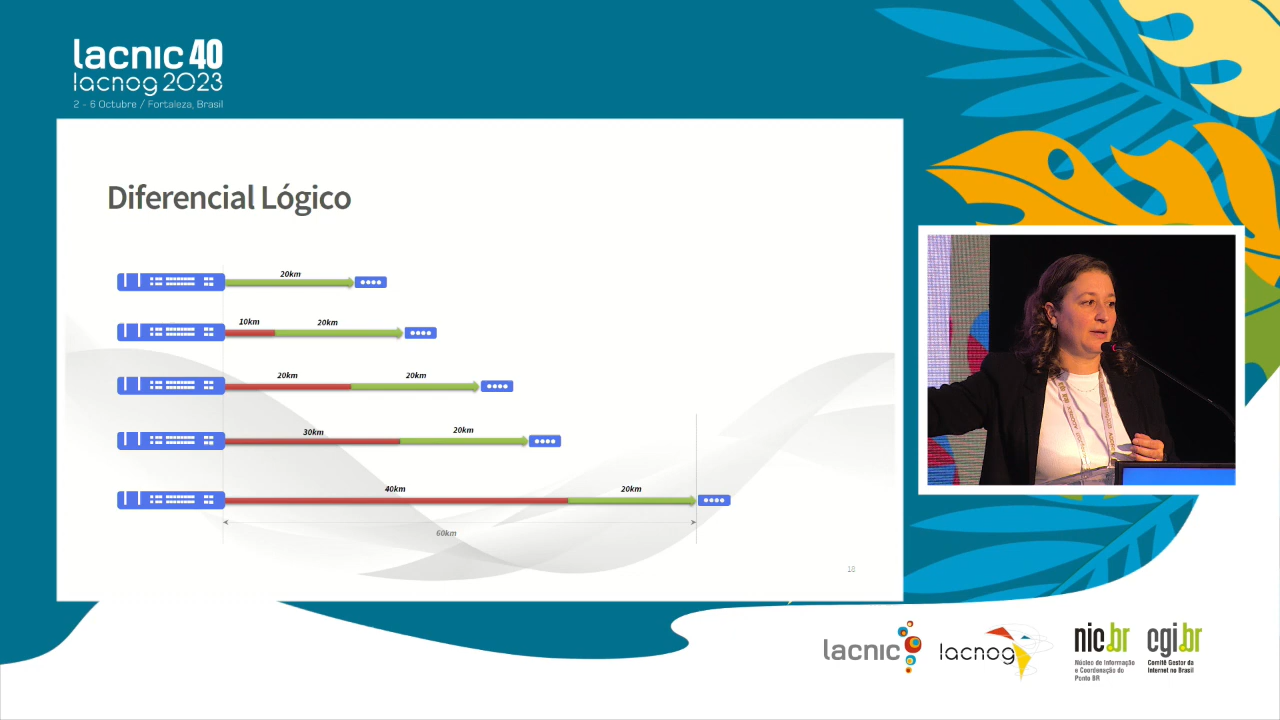 lacnic 40
lacnog 2023
2 - 6 Octubre / Fortaleza, Brasil
Diferencial Lógico
20km
10km 20km
20km 20km
30km 20km
40km 20km
60km
18
lacnic
lacnog
nic.br
Núcleo de Informação
e Coordenação do
Ponto BR
cgi.br
Comitê Gestor da
Internet no Brasil